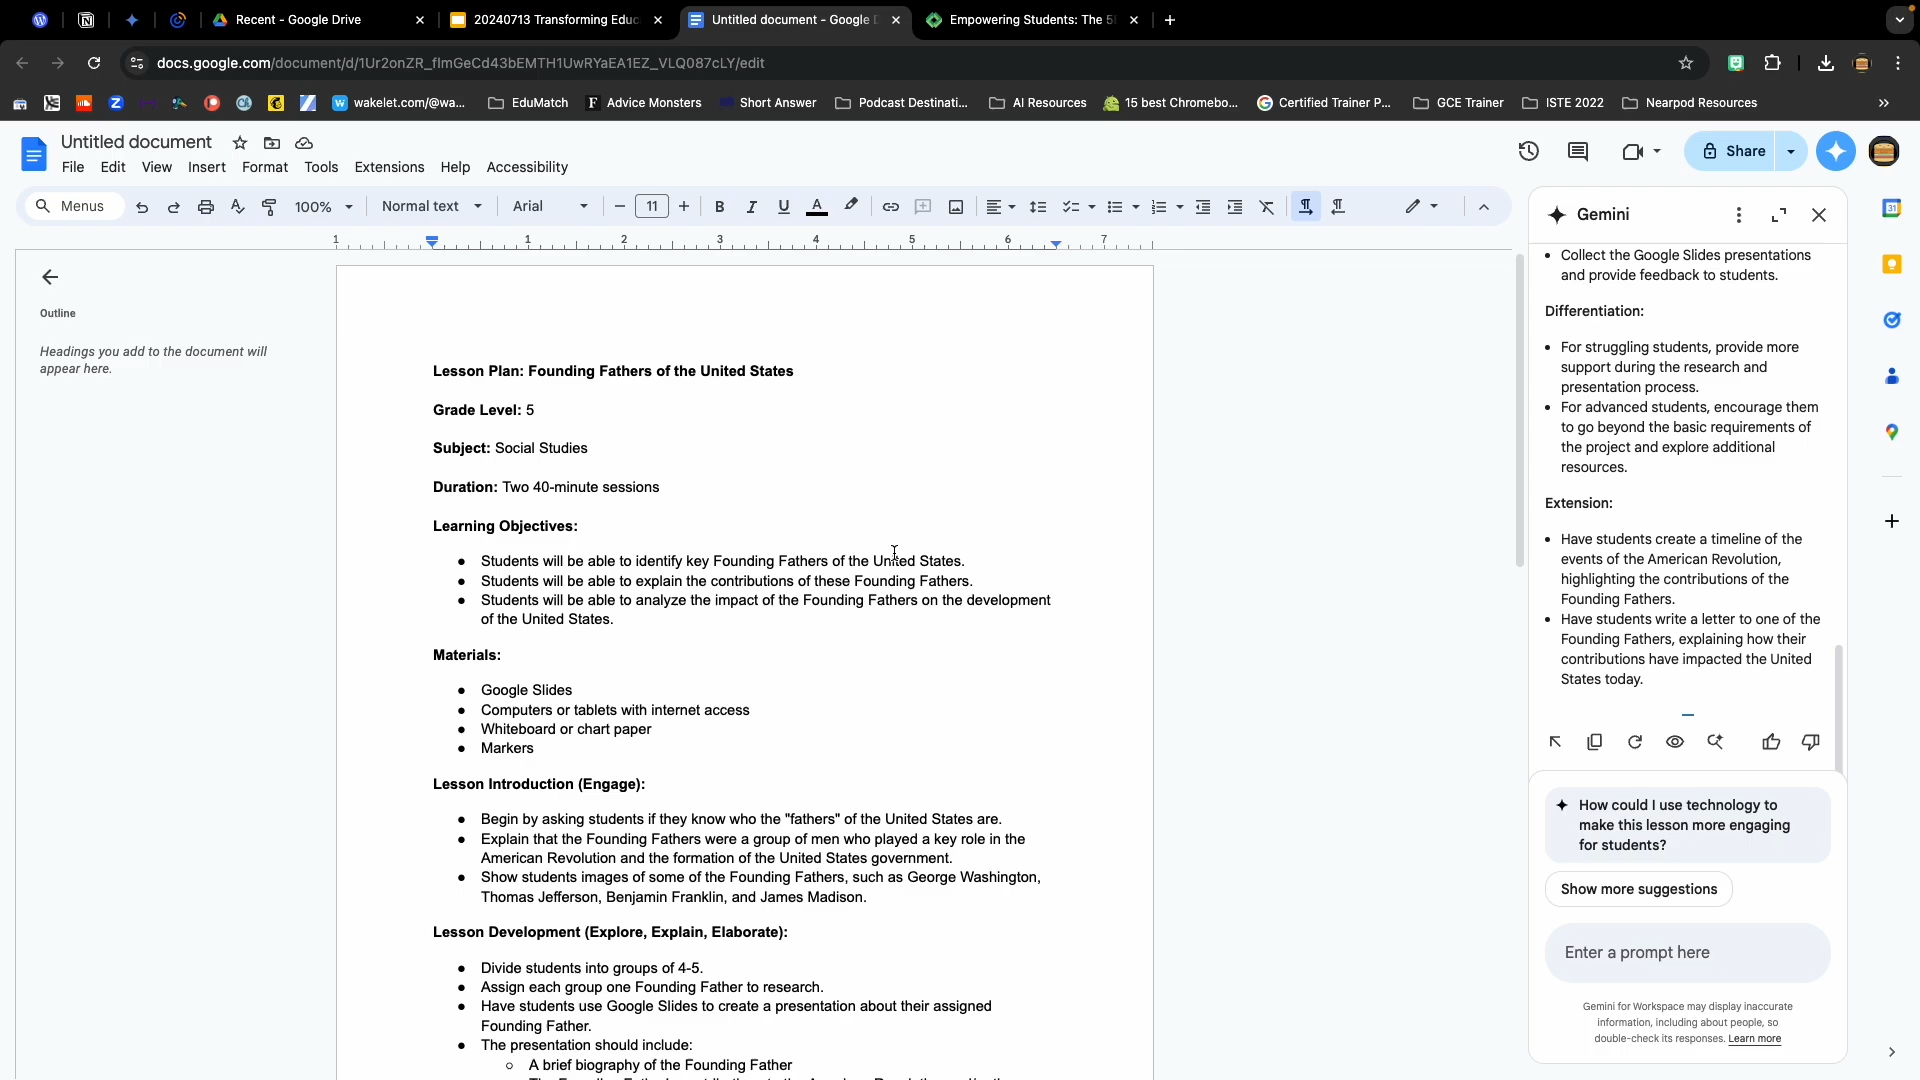 Recent - Google Drive
20240713 Transforming Educ
Untitled document - Google D
Empowering Students: The 5E
docs.google.com/document/d/1Ur2onZR_fImGeCd43bEMTH1UwRYaEA1EZ_VLQ087cLY/edit
wakelet.com/@wa...
EduMatch
Advice Monsters
Short Answer
Podcast Destinati...
AI Resources
15 best Chromebo...
Certified Trainer P...
GCE Trainer
ISTE 2022
Nearpod Resources
Untitled document
File Edit View Insert Format Tools Extensions Help Accessibility
Share
Menus
100%
Normal text
Arial
11
1 1 2 3 4 5 6 7
Outline
Headings you add to the document will
appear here.
Lesson Plan: Founding Fathers of the United States
Grade Level: 5
Subject: Social Studies
Duration: Two 40-minute sessions
Learning Objectives:
● Students will be able to identify key Founding Fathers of the United States.
● Students will be able to explain the contributions of these Founding Fathers.
● Students will be able to analyze the impact of the Founding Fathers on the development
of the United States.
Materials:
● Google Slides
● Computers or tablets with internet access
● Whiteboard or chart paper
● Markers
Lesson Introduction (Engage):
● Begin by asking students if they know who the "fathers" of the United States are.
● Explain that the Founding Fathers were a group of men who played a key role in the
American Revolution and the formation of the United States government.
● Show students images of some of the Founding Fathers, such as George Washington,
Thomas Jefferson, Benjamin Franklin, and James Madison.
Lesson Development (Explore, Explain, Elaborate):
● Divide students into groups of 4-5.
● Assign each group one Founding Father to research.
● Have students use Google Slides to create a presentation about their assigned
Founding Father.
● The presentation should include:
○ A brief biography of the Founding Father
Gemini
• Collect the Google Slides presentations
and provide feedback to students.
Differentiation:
• For struggling students, provide more
support during the research and
presentation process.
• For advanced students, encourage them
to go beyond the basic requirements of
the project and explore additional
resources.
Extension:
• Have students create a timeline of the
events of the American Revolution,
highlighting the contributions of the
Founding Fathers.
• Have students write a letter to one of the
Founding Fathers, explaining how their
contributions have impacted the United
States today.
How could I use technology to
make this lesson more engaging
for students?
Show more suggestions
Enter a prompt here
Gemini for Workspace may display inaccurate
information, including about people, so
double-check its responses. Learn more
31